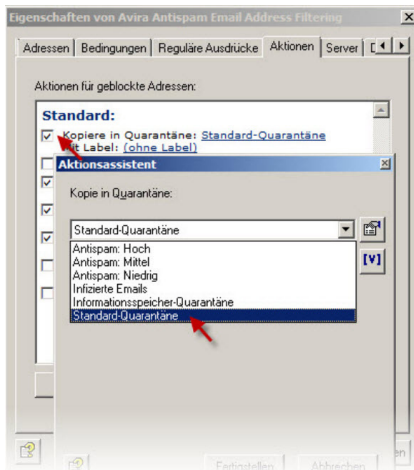 Eigenschaften von Avira Antispam Email Address Filtering
Adressen Bedingungen Reguläre Ausdrücke Aktionen Server
Aktionen für geblockte Adressen:
Standard:
Kopiere in Quarantäne: Standard-Quarantäne
Label: (ohne Label)
Aktionsassistent
Kopie in Quarantäne:
Standard-Quarantäne
[V]
Antispam: Hoch
Antispam: Mittel
Antispam: Niedrig
Infizierte Emails
Informationsspeicher-Quarantäne
Standard-Quarantäne
Fertigstellen Abbrechen